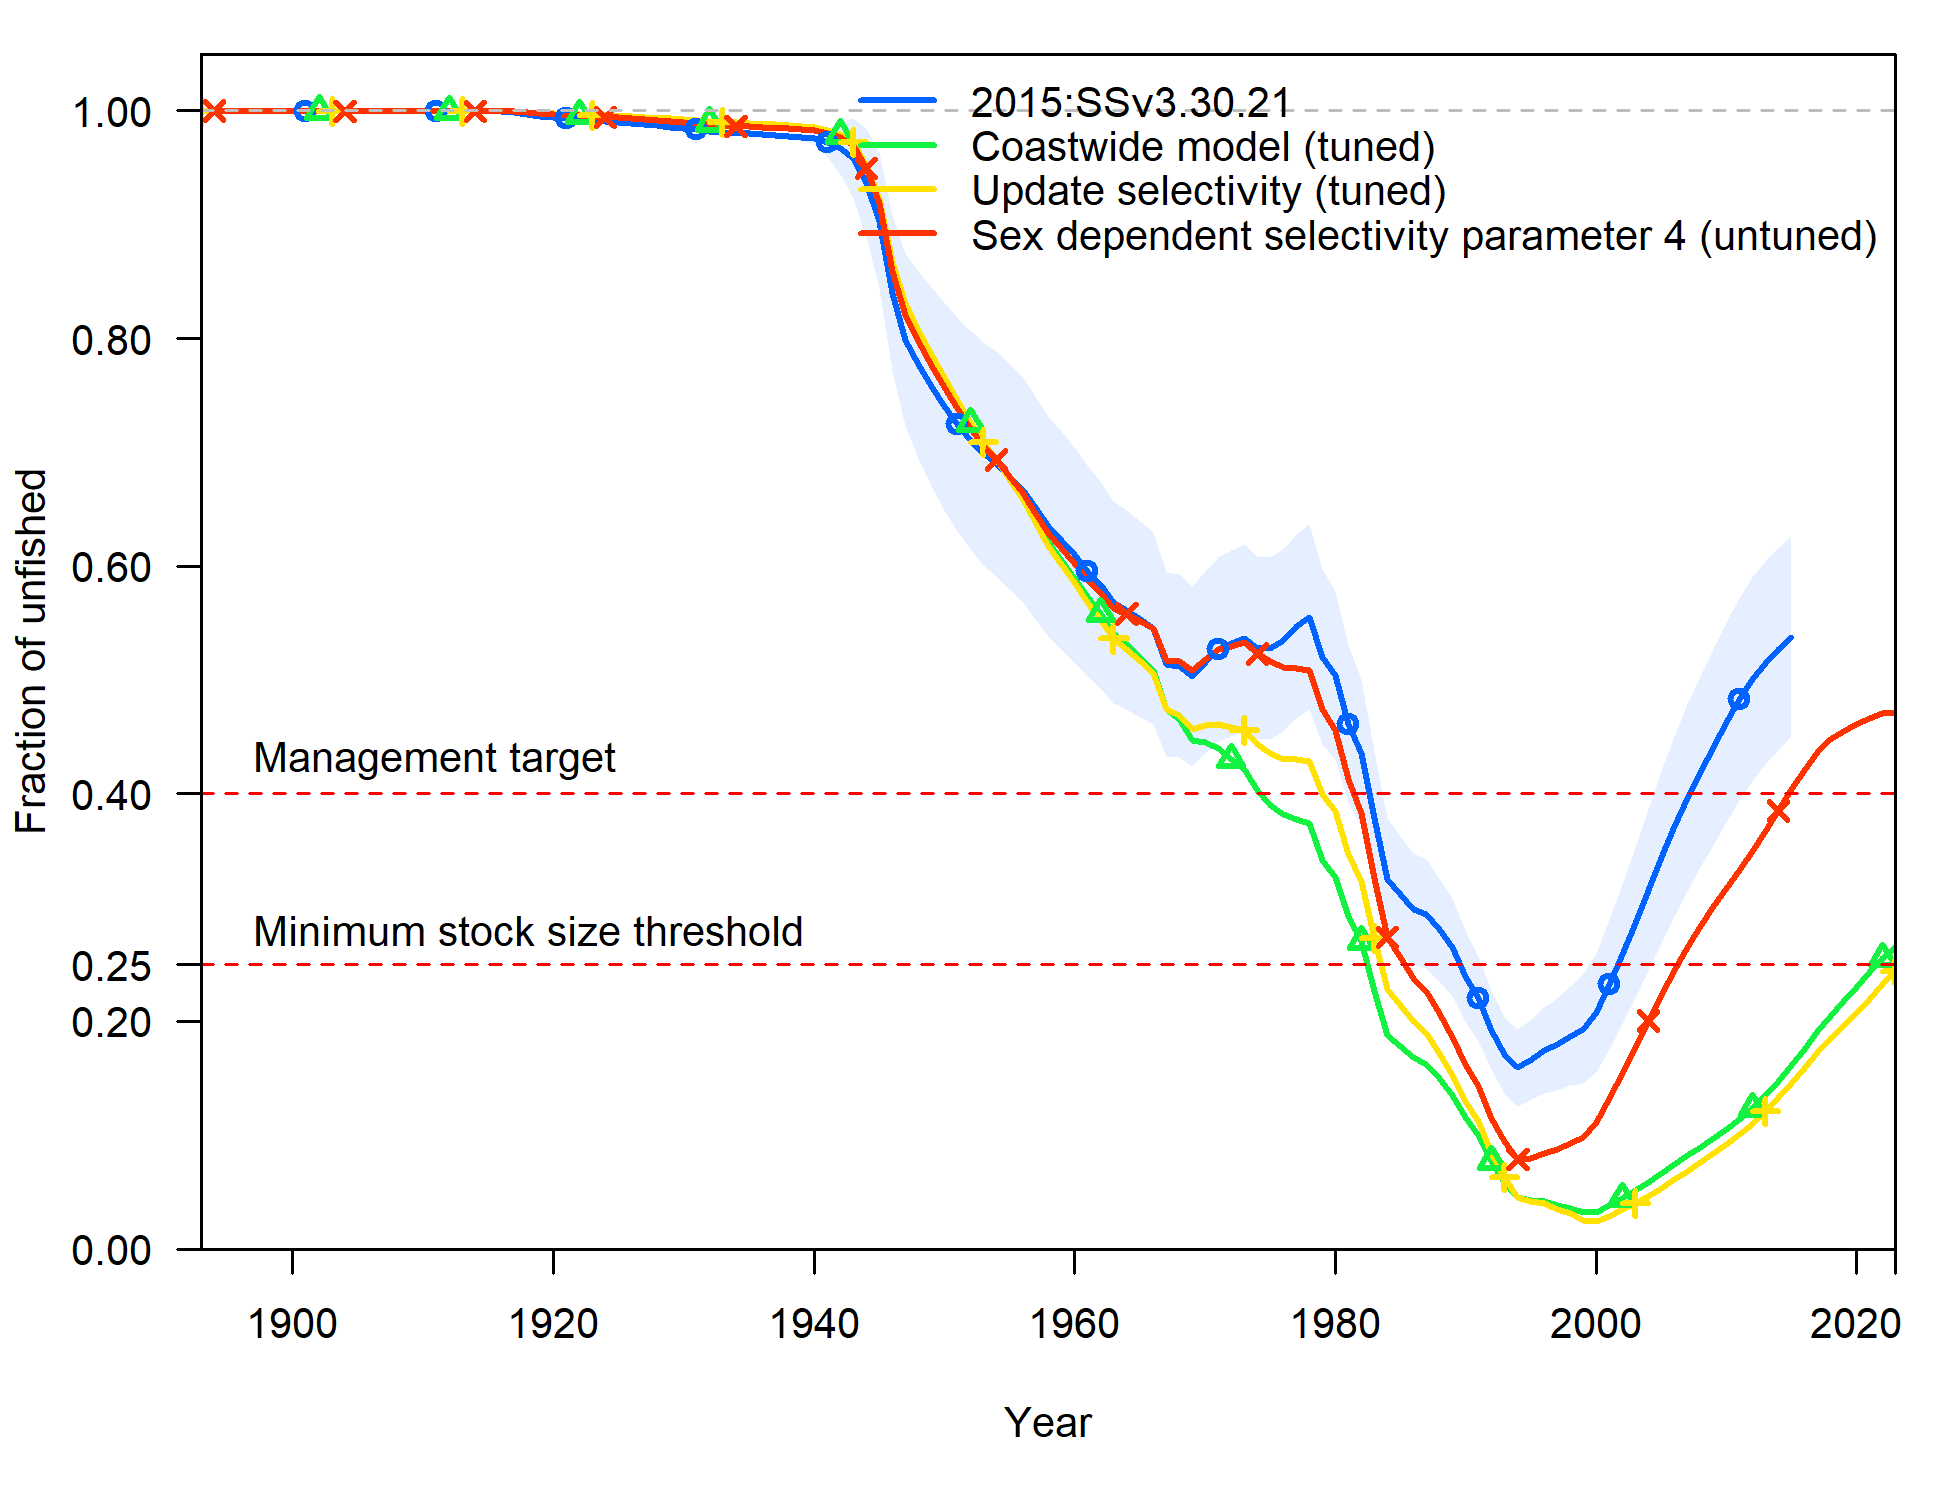 2015:SSv3.30.21
Coastwide model (tuned)
Update selectivity (tuned)
Sex dependent selectivity parameter 4 (untuned)
Fraction of unfished
1.00
0.80
0.60
0.40
0.25
0.20
0.00
Management target
Minimum stock size threshold
1900
1920
1940
1960
1980
2000
2020
Year